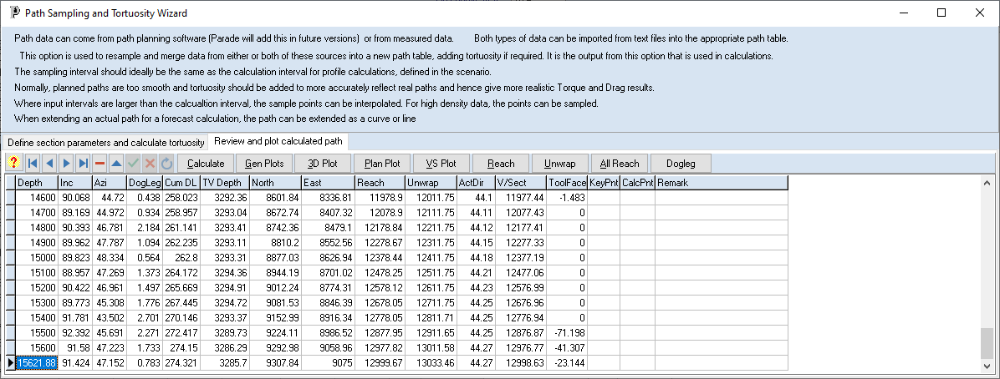 Path Sampling and Tortuosity Wizard
Path data can come from path planning software (Parade will add this in future versions) or from measured data. Both types of data can be imported from text files into the appropriate path table.
This option is used to resample and merge data from either or both of these sources into a new path table, adding tortuosity if required. It is the output from this option that is used in calculations.
The sampling interval should ideally be the same as the calculation interval for profile calculations, defined in the scenario.
Normally, planned paths are too smooth and tortuosity should be added to more accurately reflect real paths and hence give more realistic Torque and Drag results.
Where input intervals are larger than the calcualtion interval, the sample points can be interpolated. For high density data, the points can be sampled.
When extending an actual path for a forecast calculation, the path can be extended as a curve or line
Define section parameters and calculate tortuosity Review and plot calculated path
? Calculate Gen Plots 3D Plot Plan Plot VS Plot Reach Unwrap All Reach Dogleg
Depth Inc Azi DogLeg Cum DL TV Depth North East Reach Unwrap ActDir V/Sect ToolFace KeyPnt CalcPnt Remark
14600 90.068 44.72 0.438 258.023 3292.36 8601.84 8336.81 11978.9 12011.75 44.1 11977.44 -1.483
14700 89.169 44.972 0.934 258.957 3293.04 8672.74 8407.32 12078.9 12111.75 44.11 12077.43 0
14800 90.393 46.781 2.184 261.141 3293.41 8742.36 8479.1 12178.84 12211.75 44.12 12177.41 0
14900 89.962 47.787 1.094 262.235 3293.11 8810.2 8552.56 12278.67 12311.75 44.15 12277.33 0
15000 89.823 48.334 0.564 262.8 3293.31 8877.03 8626.94 12378.44 12411.75 44.18 12377.19 0
15100 88.957 47.269 1.373 264.172 3294.36 8944.19 8701.02 12478.25 12511.75 44.21 12477.06 0
15200 90.422 46.961 1.497 265.669 3294.91 9012.24 8774.31 12578.12 12611.75 44.23 12576.99 0
15300 89.773 45.308 1.776 267.445 3294.72 9081.53 8846.39 12678.05 12711.75 44.25 12676.96 0
15400 91.781 43.502 2.701 270.146 3293.37 9152.99 8916.34 12778.05 12811.71 44.25 12776.94 0
15500 92.392 45.691 2.271 272.417 3289.73 9224.11 8986.52 12877.95 12911.65 44.25 12876.87 -71.198
15600 91.58 47.223 1.733 274.15 3286.29 9292.98 9058.96 12977.82 13011.58 44.27 12976.77 -41.307
15621.88 91.424 47.152 0.783 274.321 3285.7 9307.84 9075 12999.67 13033.46 44.27 12998.63 -23.144